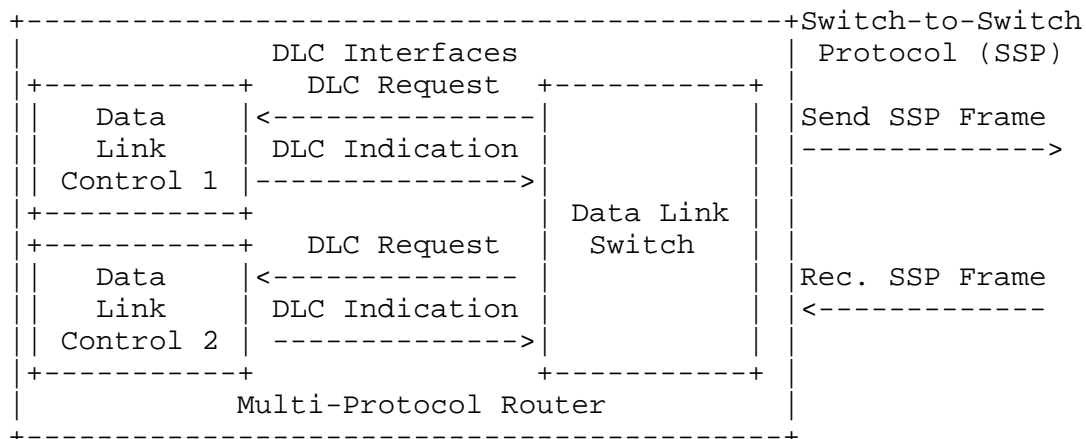 Switch-to-Switch
DLC Interfaces Protocol (SSP)
DLC Request
Data Send SSP Frame
Link DLC Indication
Control 1
Data Link
DLC Request Switch
Data Rec. SSP Frame
Link DLC Indication
Control 2
Multi-Protocol Router